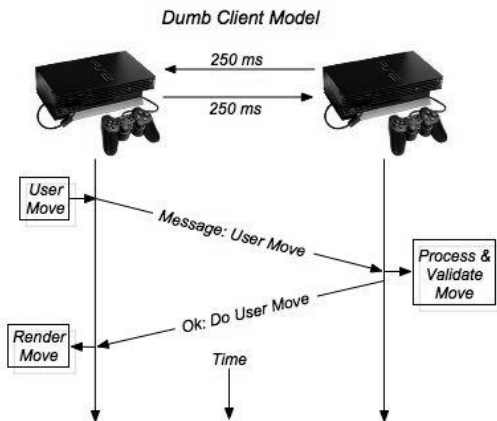 Dumb Client Model
250 ms
250 ms
User
Move
Message: User Move
Process &
Validate
Move
Ok: Do User Move
Render
Move
Time